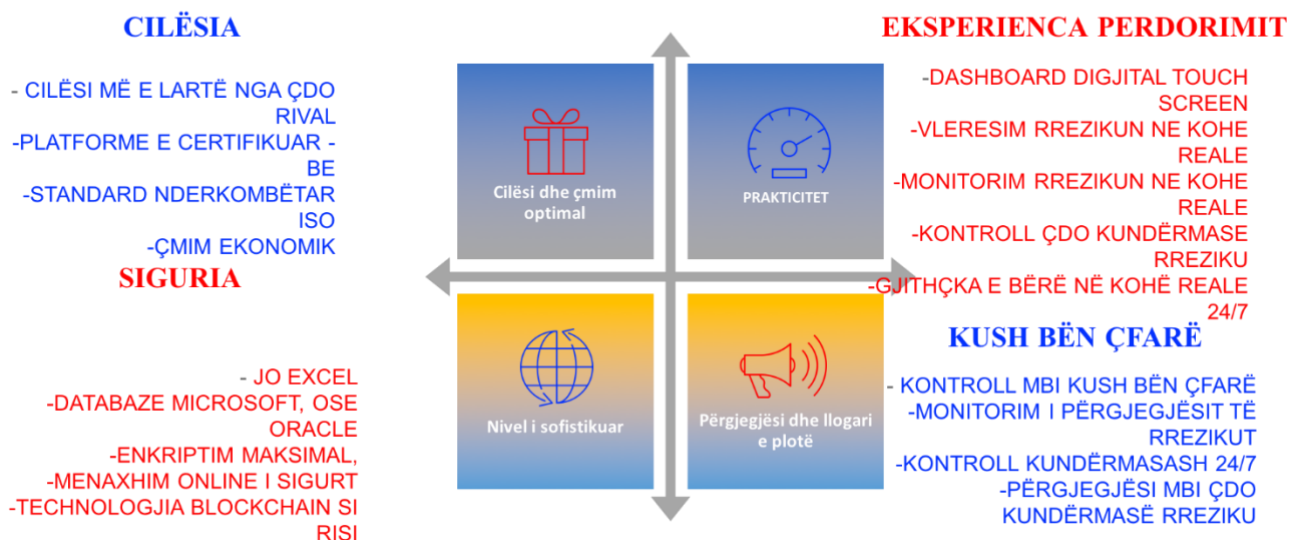 CILËSIA
- CILËSI MË E LARTË NGA ÇDO
RIVAL
-PLATFORME E CERTIFIKUAR -
BE
-STANDARD NDERKOMBËTAR
ISO
-ÇMIM EKONOMIK
Cilësi dhe çmim
optimal
PRAKTICITET
EKSPERIENCA PERDORIMIT
-DASHBOARD DIGJITAL TOUCH
SCREEN
-VLERESIM RREZIKUN NE KOHE
REALE
-MONITORIM RREZIKUN NE KOHE
REALE
-KONTROLL ÇDO KUNDËRMASE
RREZIKU
-GJITHÇKA E BËRË NË KOHË REALE
24/7
SIGURIA
- JO EXCEL
-DATABAZE MICROSOFT, OSE
ORACLE
-ENKRIPTIM MAKSIMAL,
-MENAXHIM ONLINE I SIGURT
-TECHNOLOGJIA BLOCKCHAIN SI
RISI
Nivel i sofistikuar
Përgjegjësi dhe llogari
e plotë
KUSH BËN ÇFARË
- KONTROLL MBI KUSH BËN ÇFARË
-MONITORIM I PËRGJEGJËSIT TË
RREZIKUT
-KONTROLL KUNDËRMASASH 24/7
-PËRGJEGJËSI MBI ÇDO
KUNDËRMASË RREZIKU